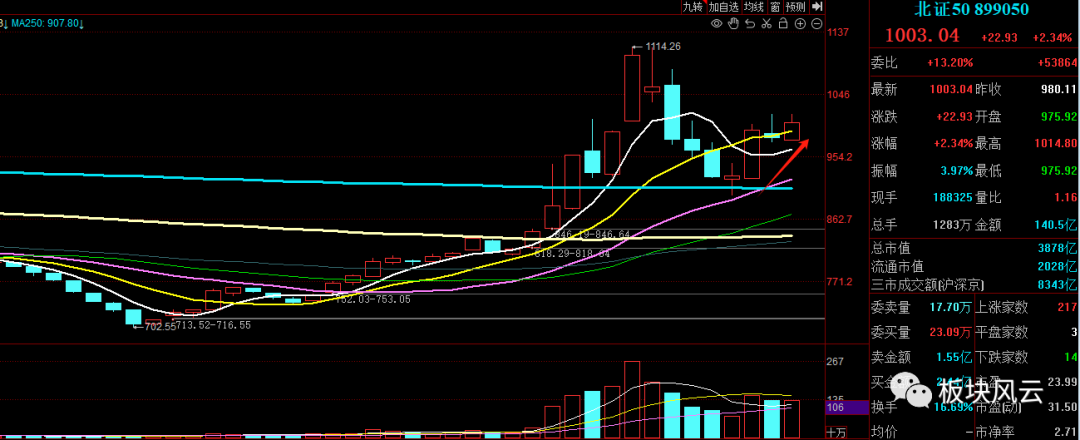 九转 加自选 均线 窗 预测
3↓ MA250: 907.80↓
北证50 899050
1003.04 +22.93 +2.34%
委比 +13.20% +53864
最新 1003.04 昨收 980.11
涨跌 +22.93 开盘 975.92
涨幅 +2.34% 最高 1014.80
振幅 3.97% 最低 975.92
现手 188325 量比 1.16
总手 1283万 金额 140.5亿
总市值 3878亿
流通市值 2028亿
三市成交额(沪深京) 8343亿
委卖量 17.70万 上涨家数 217
委买量 23.09万 平盘家数 3
卖金额 1.55亿 下跌家数 14
买金 23.99
换手 16.69% 市盈(动) 31.50
均价 - 市净率 2.71
板块风云
1137
1046
954.2
862.7
771.2
1114.26
846.64
818.29-818.64
753.05
702.55
713.52-716.55
267
106
十万